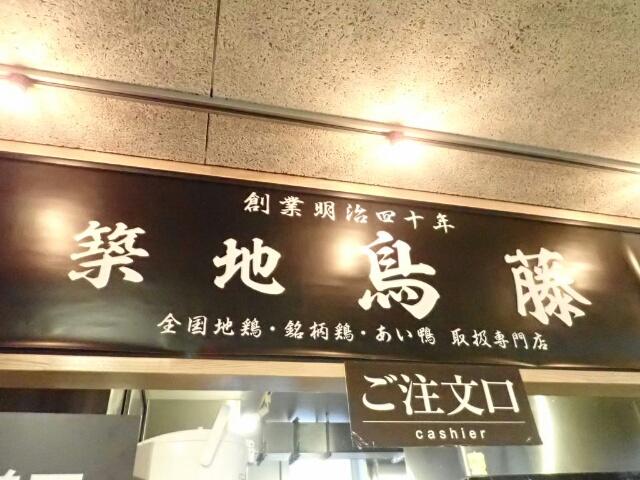 創業明治四十年
築地鳥藤
全国地鶏・銘柄鶏・あい鴨 取扱専門店
ご注文口
cashier